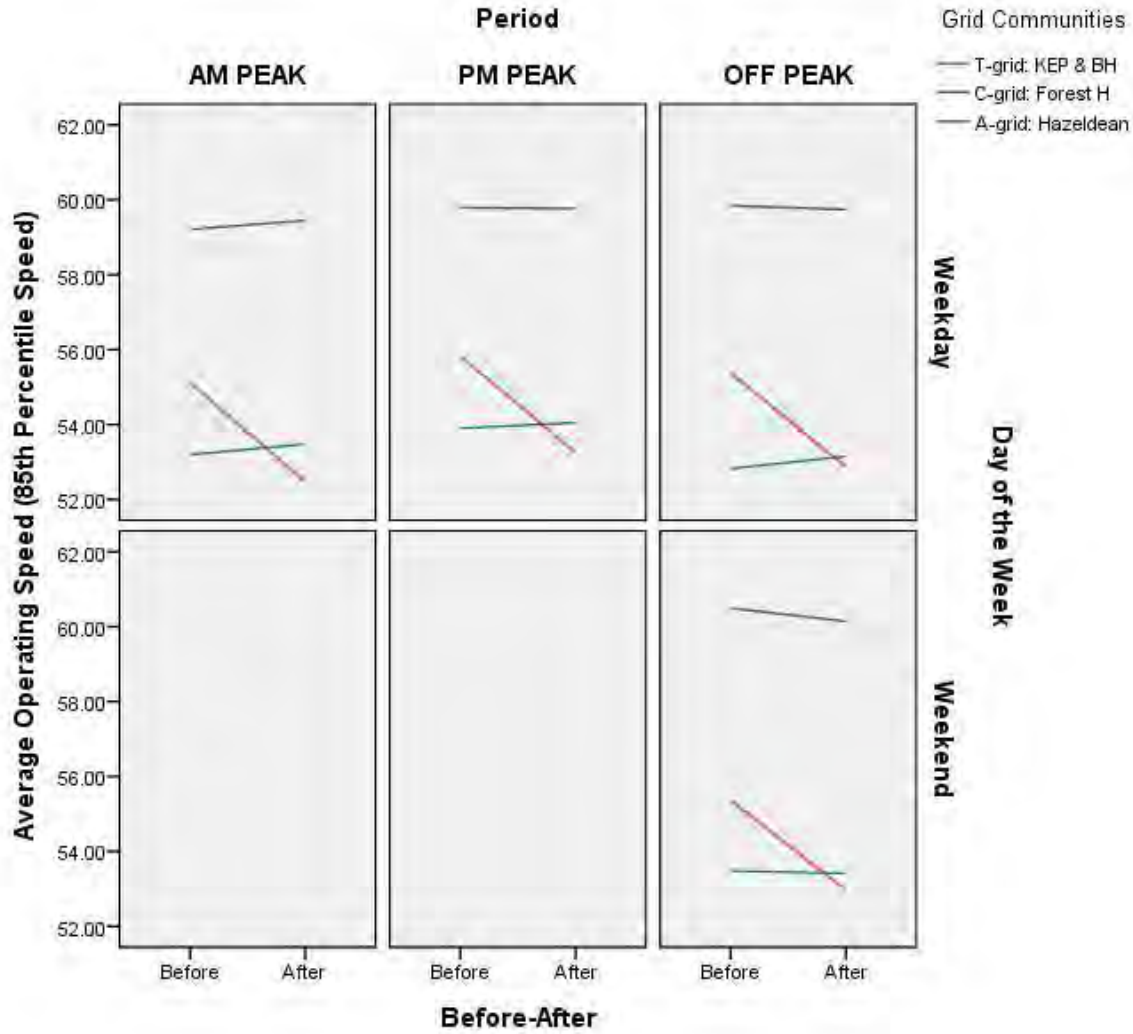 Period
Grid Communities
AM PEAK
PM PEAK
OFF PEAK
T-grid: KEP & BH
C-grid: Forest H
A-grid: Hazeldean
Average Operating Speed (85th Percentile Speed)
62.00
60.00
58.00
56.00
54.00
52.00
Weekday
62.00
60.00
58.00
56.00
54.00
52.00
Weekend
Day of the Week
Before
After
Before
After
Before
After
Before-After